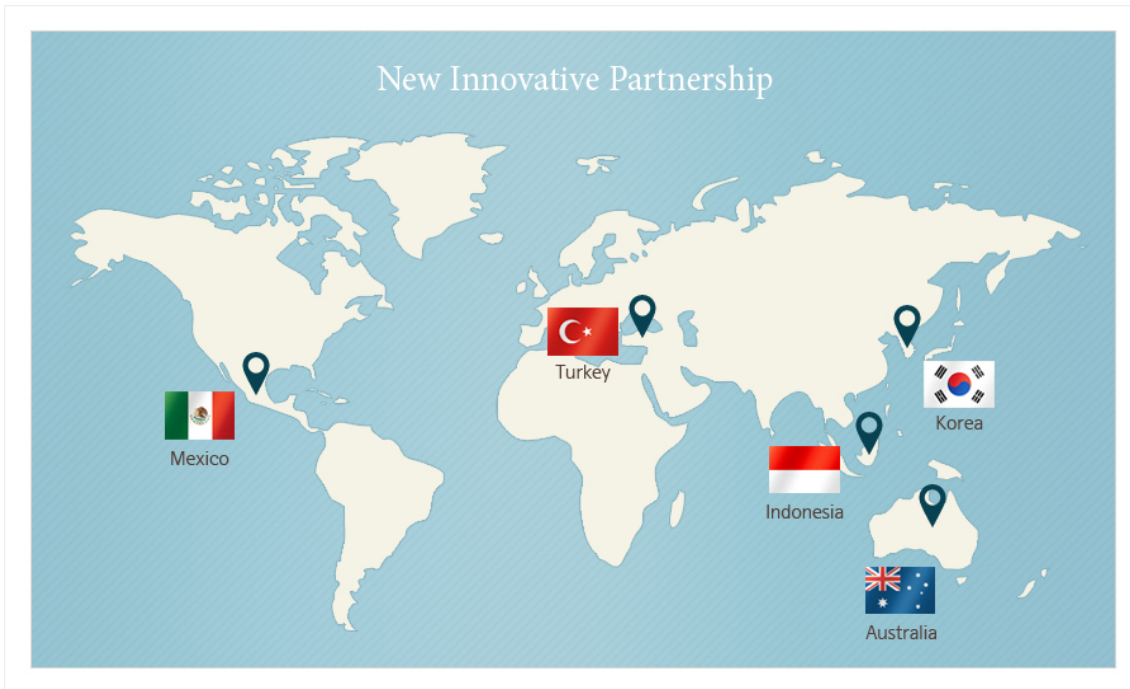 New Innovative Partnership
Turkey
Korea
Mexico
Indonesia
Australia